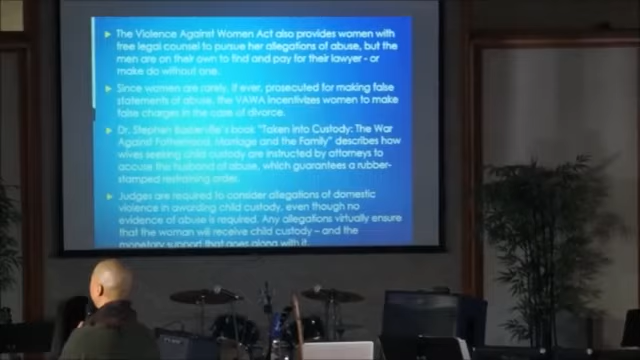 The Violence Against Women Act also provides women with
free legal counsel to pursue her allegations of abuse, but the
men are on their own to find and pay for their lawyer - or
make do without one.
Since women are rarely, if ever, prosecuted for making false
statements of abuse, the VAWA incentivizes women to make
false charges in the case of divorce.
Dr. Stephen Baskerville's book "Taken into Custody: The War
Against Fatherhood, Marriage and the Family" describes how
wives seeking child custody are instructed by attorneys to
accuse the husband of abuse, which guarantees a rubber-
stamped restraining order.
Judges are required to consider allegations of domestic
violence in awarding child custody, even though no
evidence of abuse is required. Any allegations virtually ensure
that the woman will receive child custody – and the
monetary support that goes along with it.